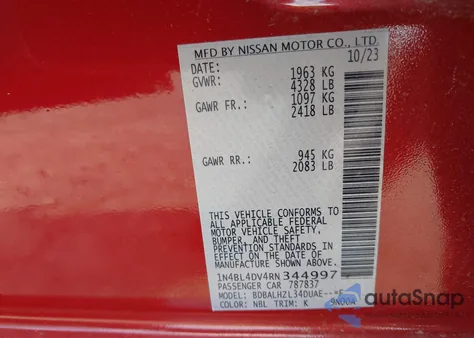 MFD BY NISSAN MOTOR CO., LTD
DATE: 10/23
GVWR: 1963 KG
4328 LB
GAWR FR.: 1097 KG
2418 LB
GAWR RR.: 945 KG
2083 LB
THIS VEHICLE CONFORMS TO
ALL APPLICABLE FEDERAL
MOTOR VEHICLE SAFETY,
BUMPER, AND THEFT
PREVENTION STANDARDS IN
EFFECT ON THE DATE OF
MANUFACTURE SHOWN ABOVE.
1N4BL4DV4RN344997
PASSENGER CAR 787837
MODEL: BDBALHZL34DUAE---F
COLOR: NBL TRIM: K 9N00A
autoSnap